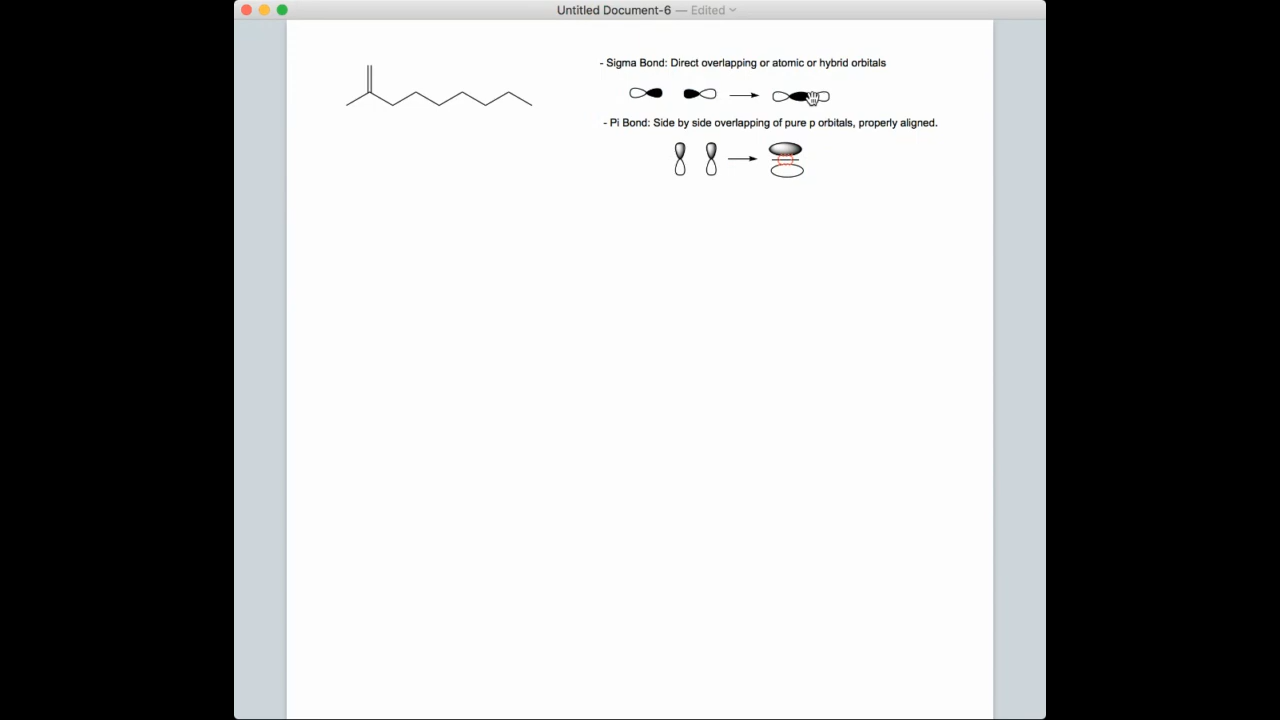 Untitled Document-6 — Edited
- Sigma Bond: Direct overlapping or atomic or hybrid orbitals
- Pi Bond: Side by side overlapping of pure p orbitals, properly aligned.